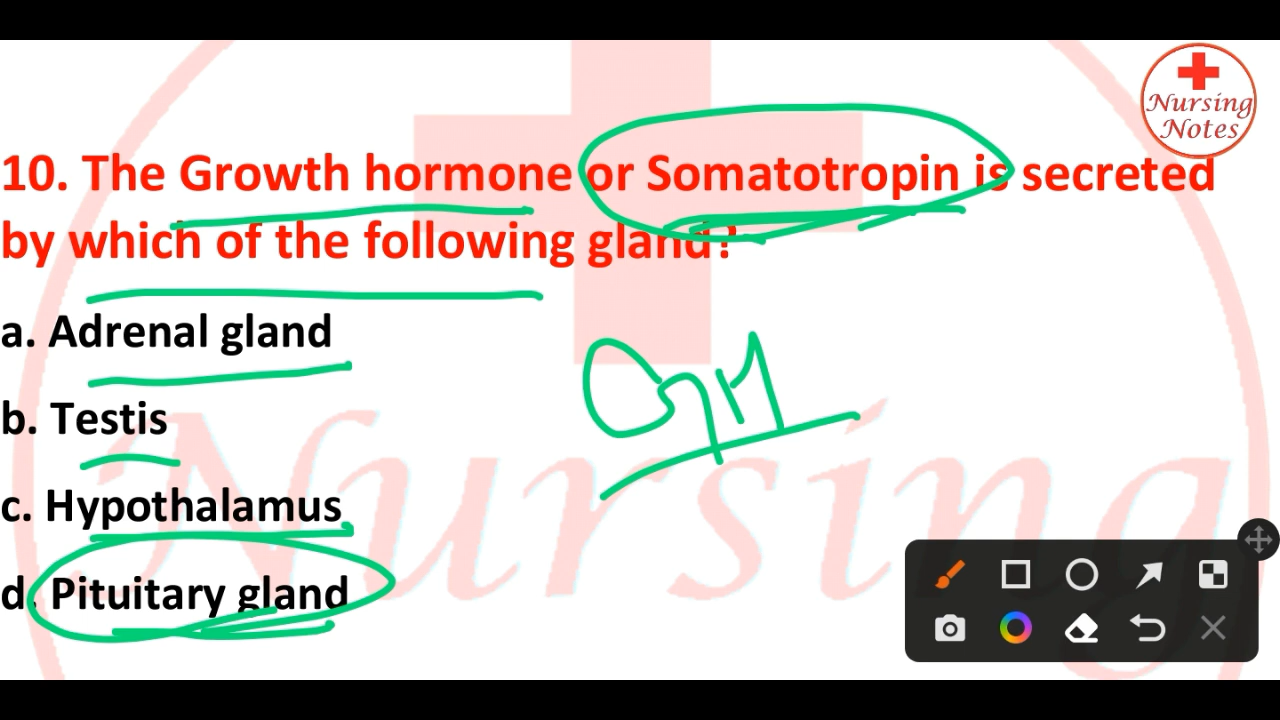 10. The Growth hormone or Somatotropin is secreted
by which of the following gland?
a. Adrenal gland
b. Testis
c. Hypothalamus
d. Pituitary gland
Nursing
Notes
Nursing